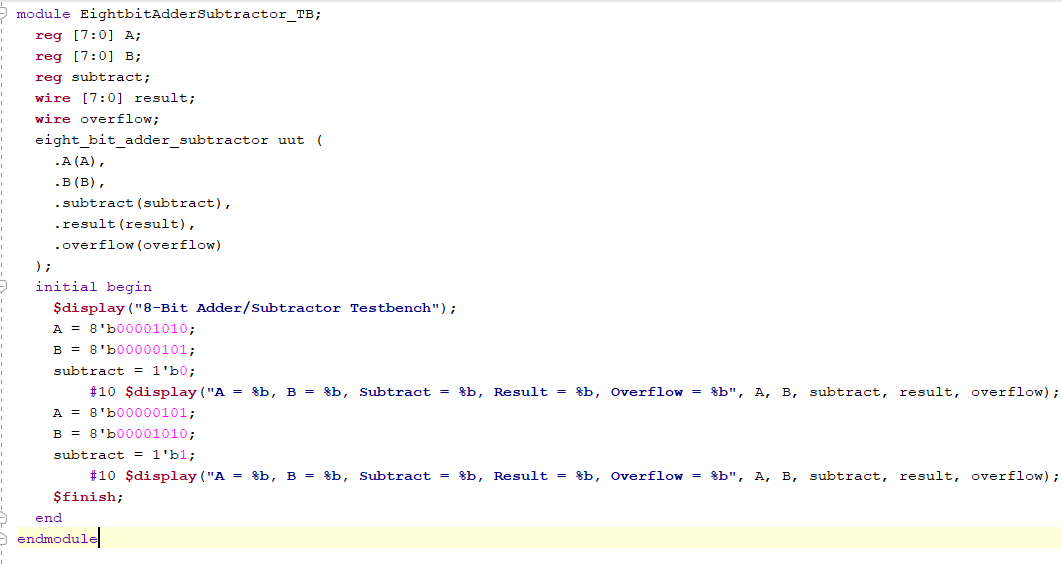 module EightbitAdderSubtractor_TB;
  reg [7:0] A;
  reg [7:0] B;
  reg subtract;
  wire [7:0] result;
  wire overflow;
  eight_bit_adder_subtractor uut (
    .A(A),
    .B(B),
    .subtract(subtract),
    .result(result),
    .overflow(overflow)
  );
  initial begin
    $display("8-Bit Adder/Subtractor Testbench");
    A = 8'b00001010;
    B = 8'b00000101;
    subtract = 1'b0;
        #10 $display("A = %b, B = %b, Subtract = %b, Result = %b, Overflow = %b", A, B, subtract, result, overflow);
    A = 8'b00000101;
    B = 8'b00001010;
    subtract = 1'b1;
        #10 $display("A = %b, B = %b, Subtract = %b, Result = %b, Overflow = %b", A, B, subtract, result, overflow);
    $finish;
  end
endmodule